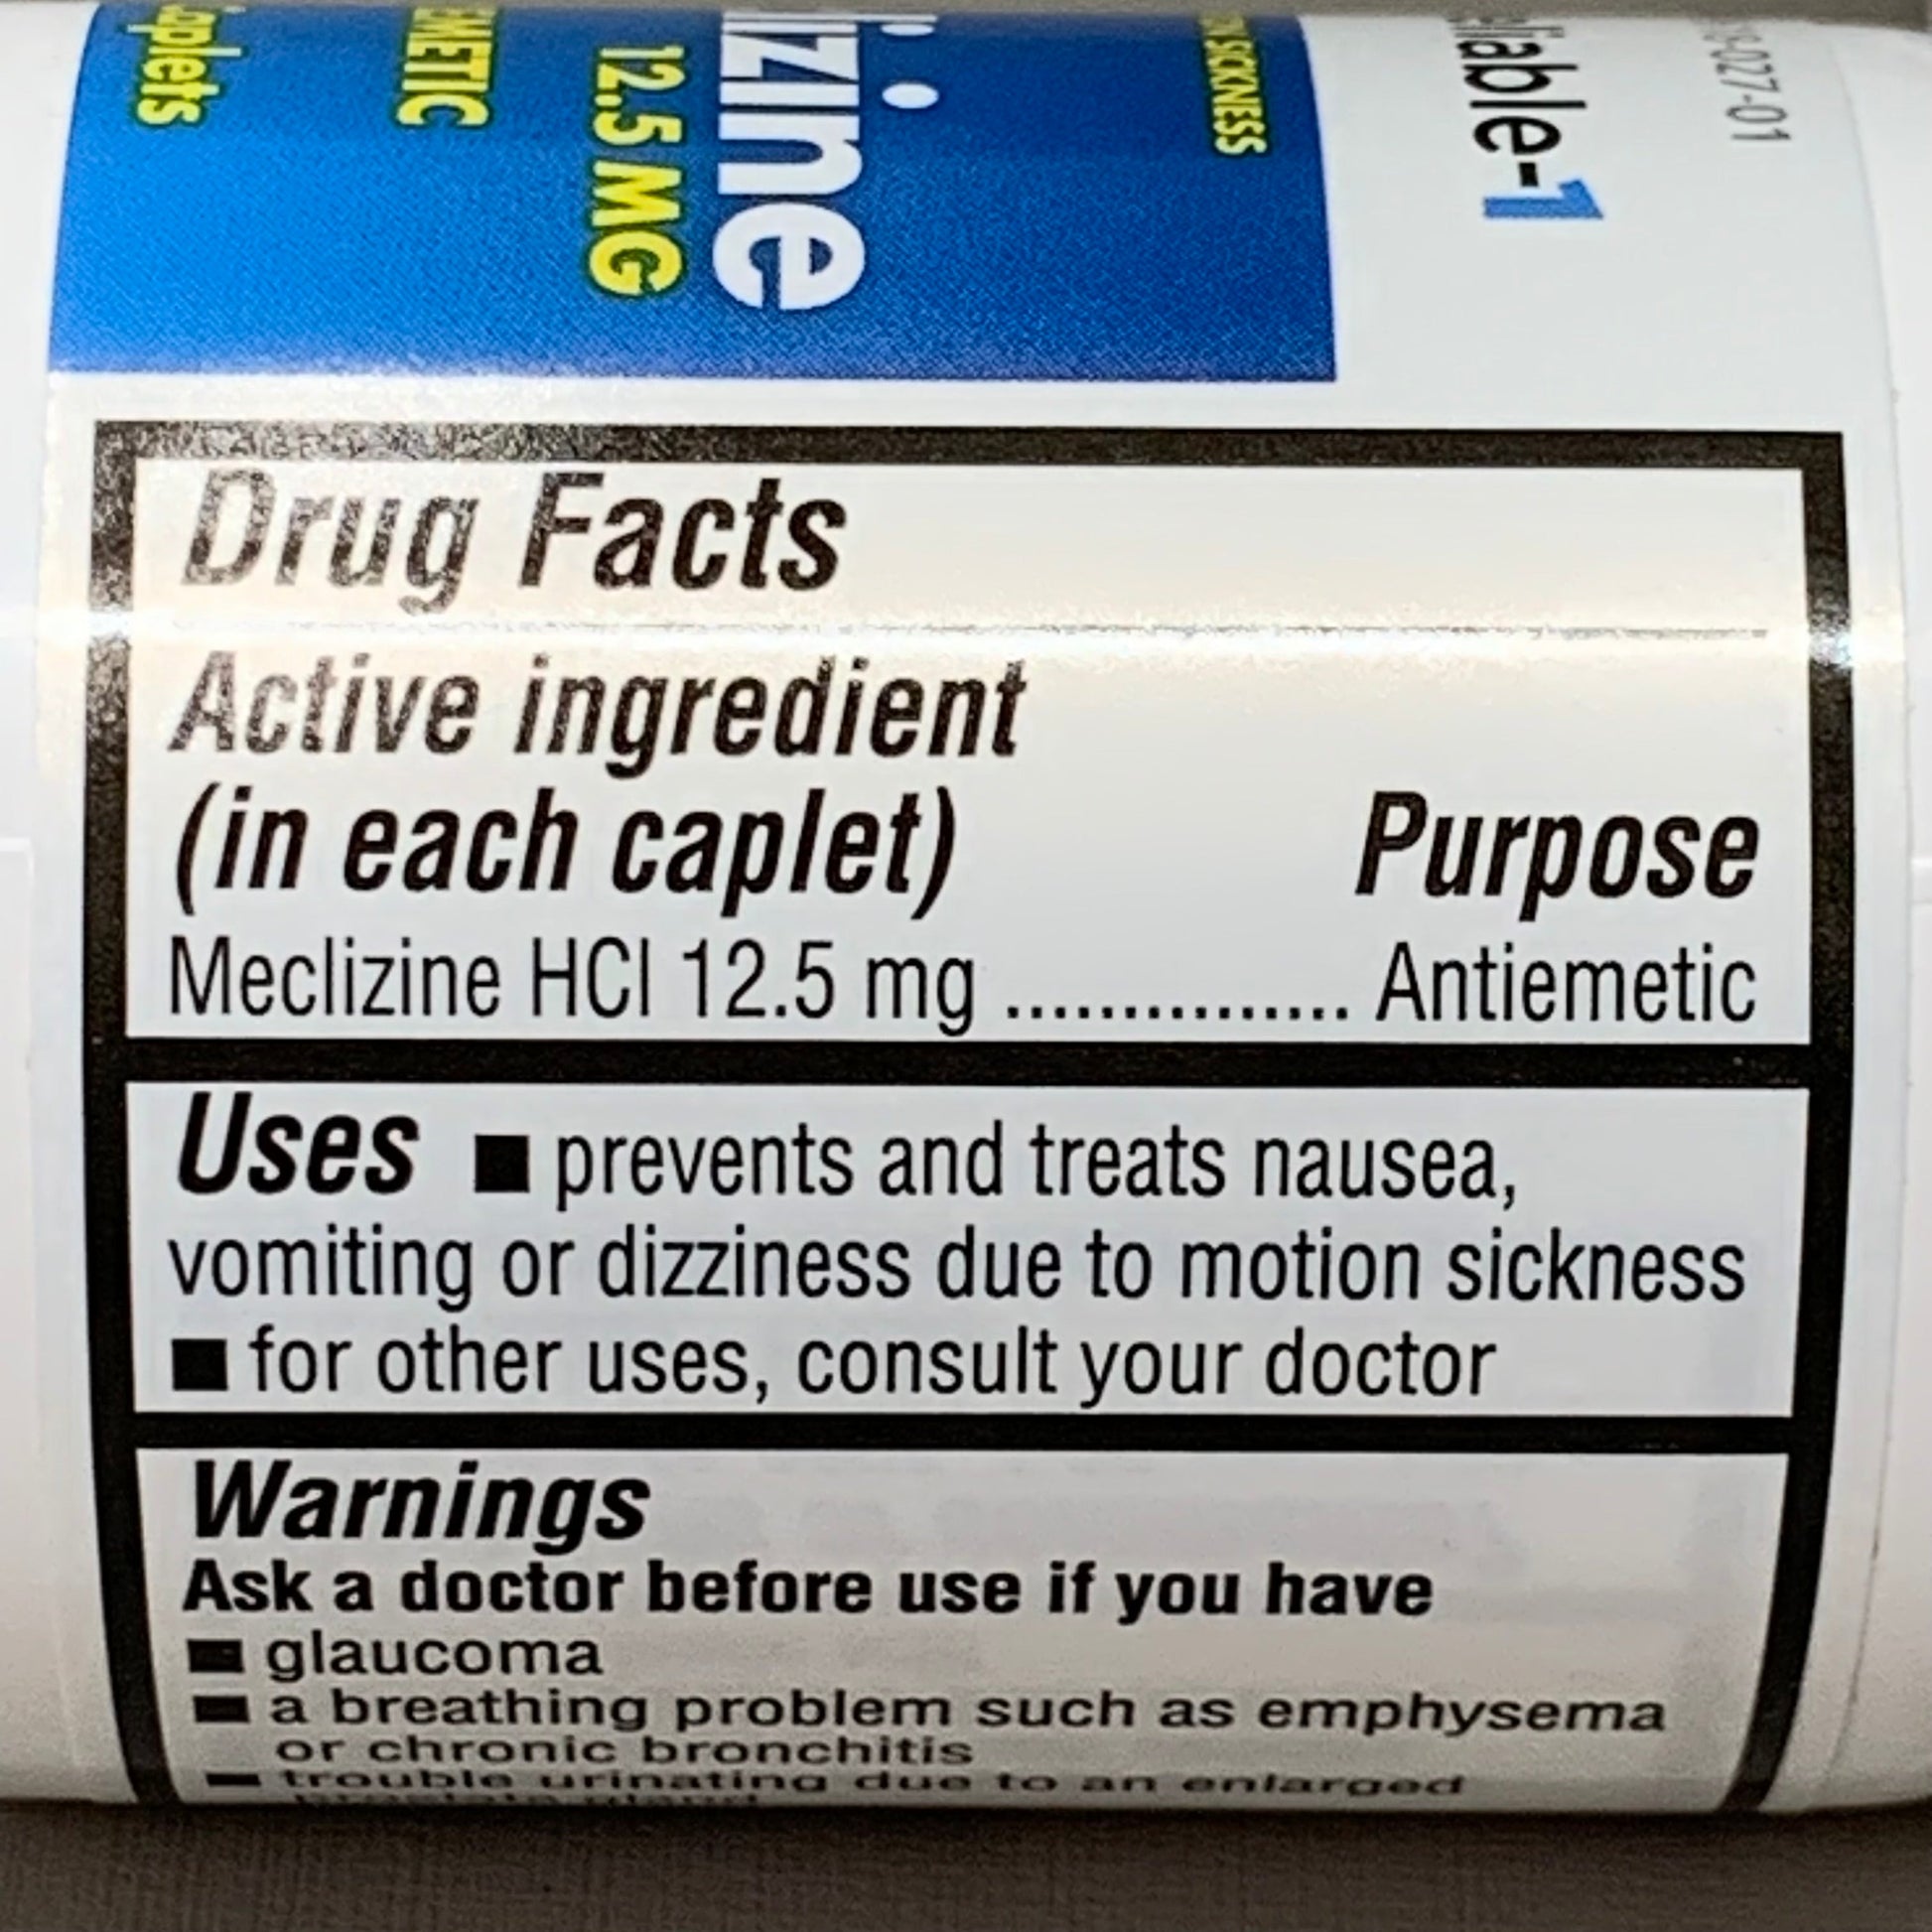 12.5 MG
SICKNESS
Drug Facts
Active ingredient
(in each caplet) Purpose
Meclizine HCl 12.5 mg ............... Antiemetic
Uses ■ prevents and treats nausea,
vomiting or dizziness due to motion sickness
■ for other uses, consult your doctor
Warnings
Ask a doctor before use if you have
■ glaucoma
■ a breathing problem such as emphysema
or chronic bronchitis
■ trouble urinating due to an enlarged